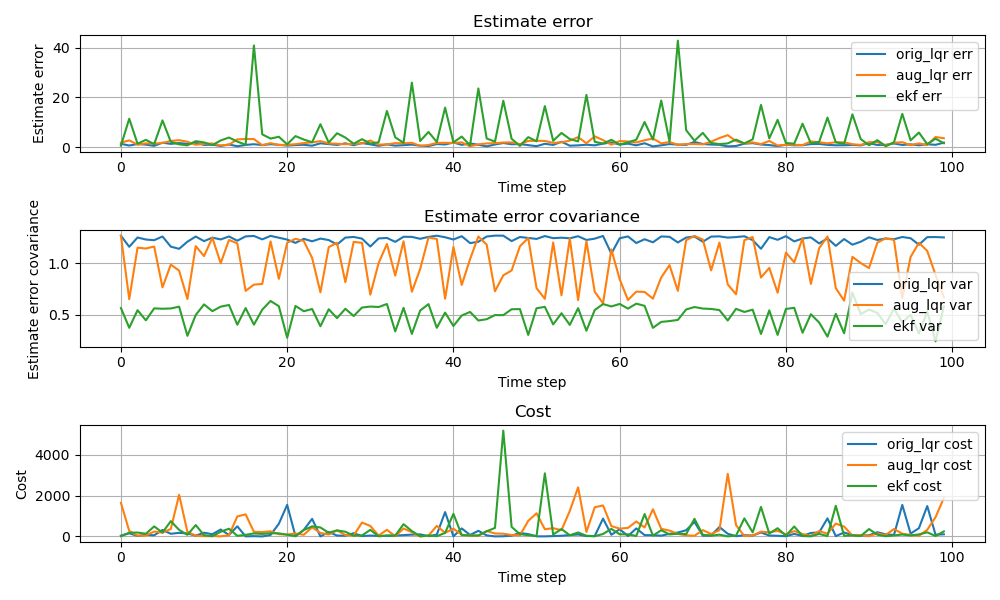 Estimate error
Estimate error
40
20
0
orig_lqr err
aug_lqr err
ekf err
0 20 40 60 80 100
Time step
Estimate error covariance
Estimate error covariance
1.0
0.5
orig_lqr var
aug_lqr var
ekf var
0 20 40 60 80 100
Time step
Cost
Cost
4000
2000
0
orig_lqr cost
aug_lqr cost
ekf cost
0 20 40 60 80 100
Time step